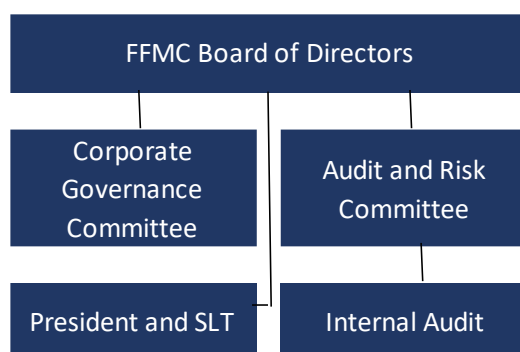 FFMC Board of Directors
Corporate
Governance
Committee
Audit and Risk
Committee
President and SLT
Internal Audit